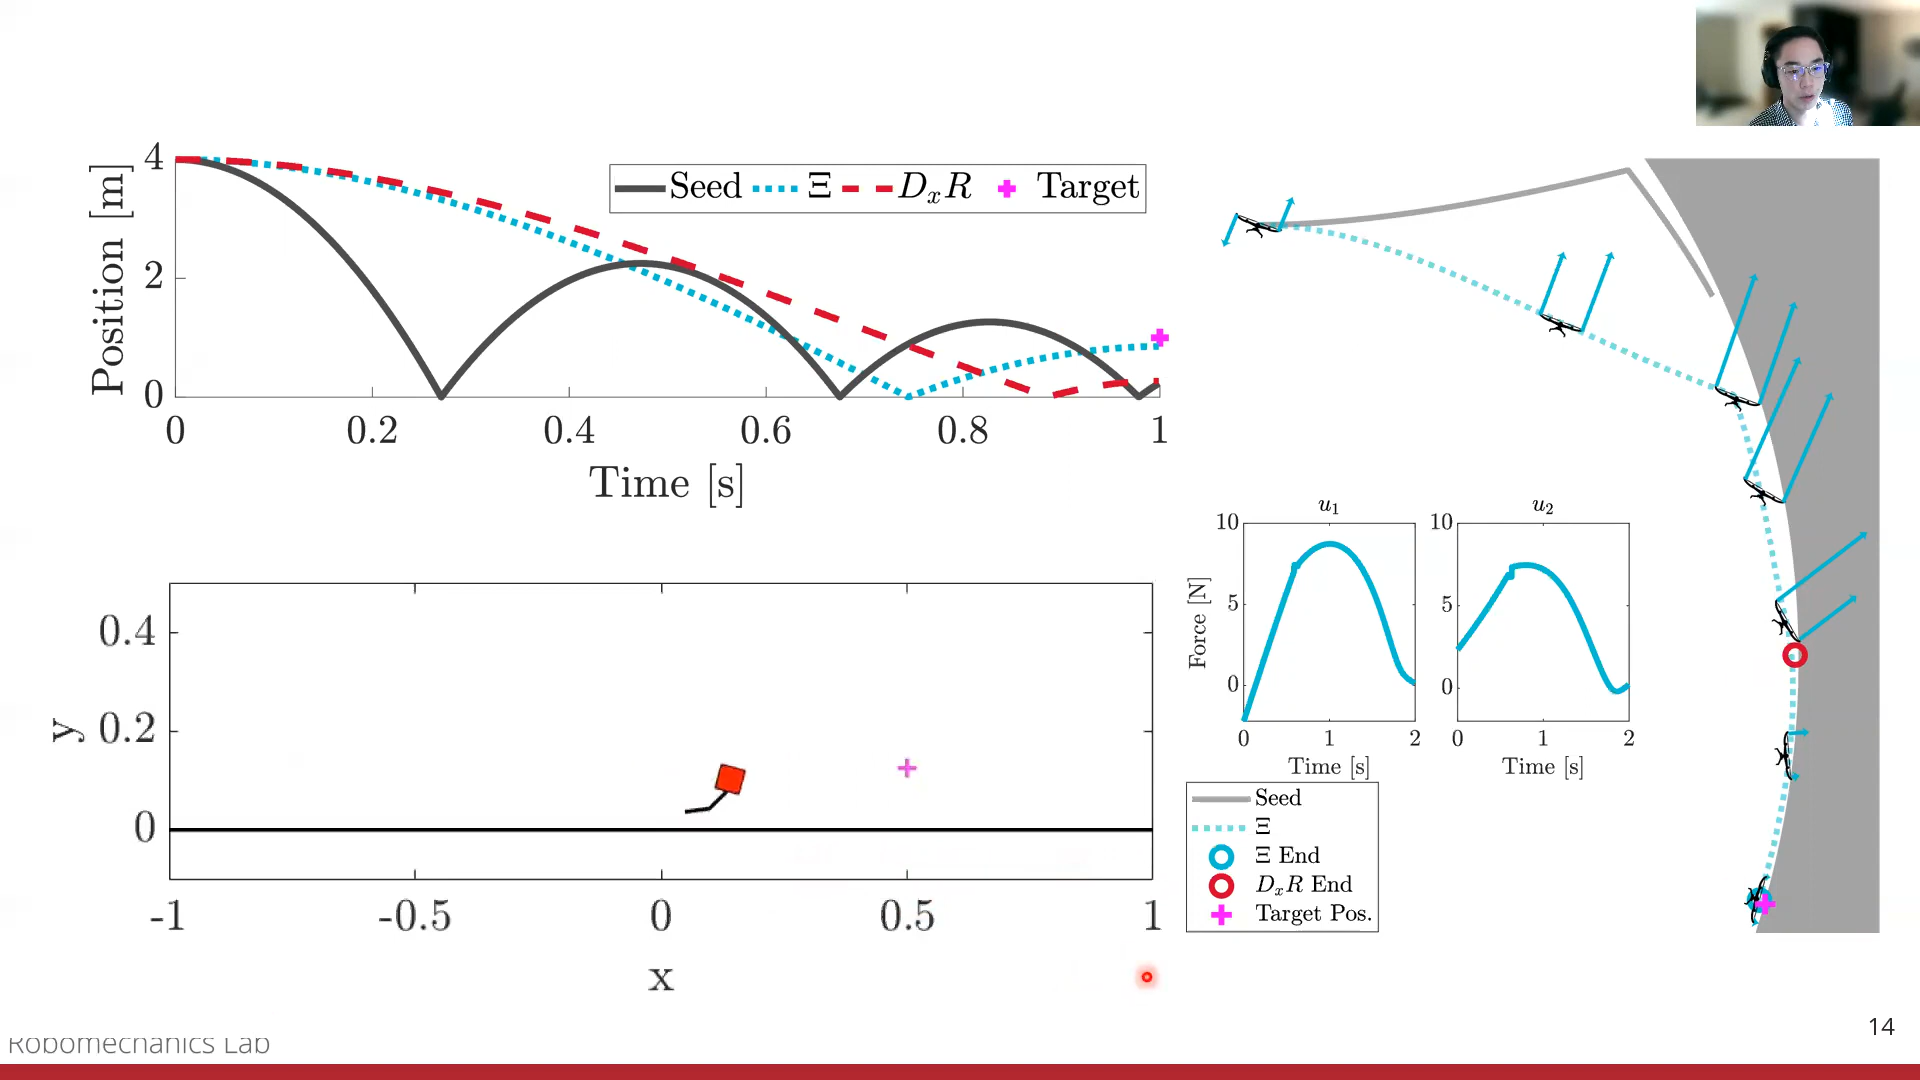 Position [m]
4
2
0
Seed Ξ DₓR Target
0 0.2 0.4 0.6 0.8 1
Time [s]
y
0.4
0.2
0
-1 -0.5 0 0.5 1
x
u₁
Force [N]
10
5
0
0 1 2
Time [s]
u₂
10
5
0
0 1 2
Time [s]
Seed
Ξ
Ξ End
DₓR End
Target Pos.
14
Robomechanics Lab